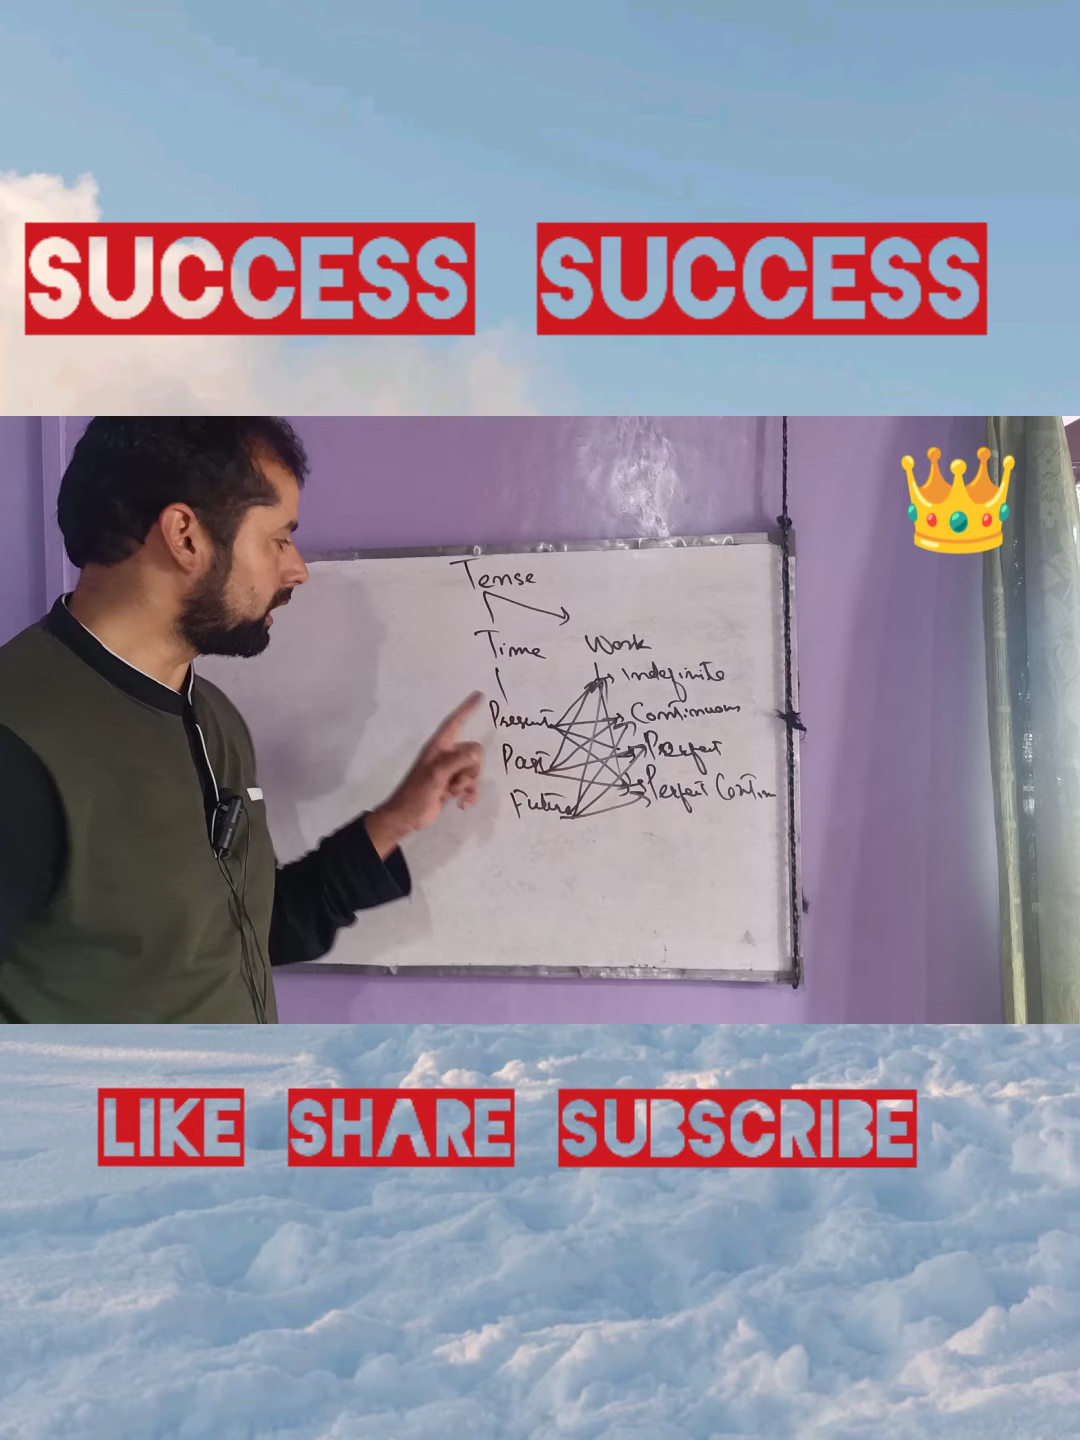 SUCCESS SUCCESS
Tense
Time Work
Indefinite
Present Continuous
Past Perfect
Future Perfect Contin
LIKE SHARE SUBSCRIBE